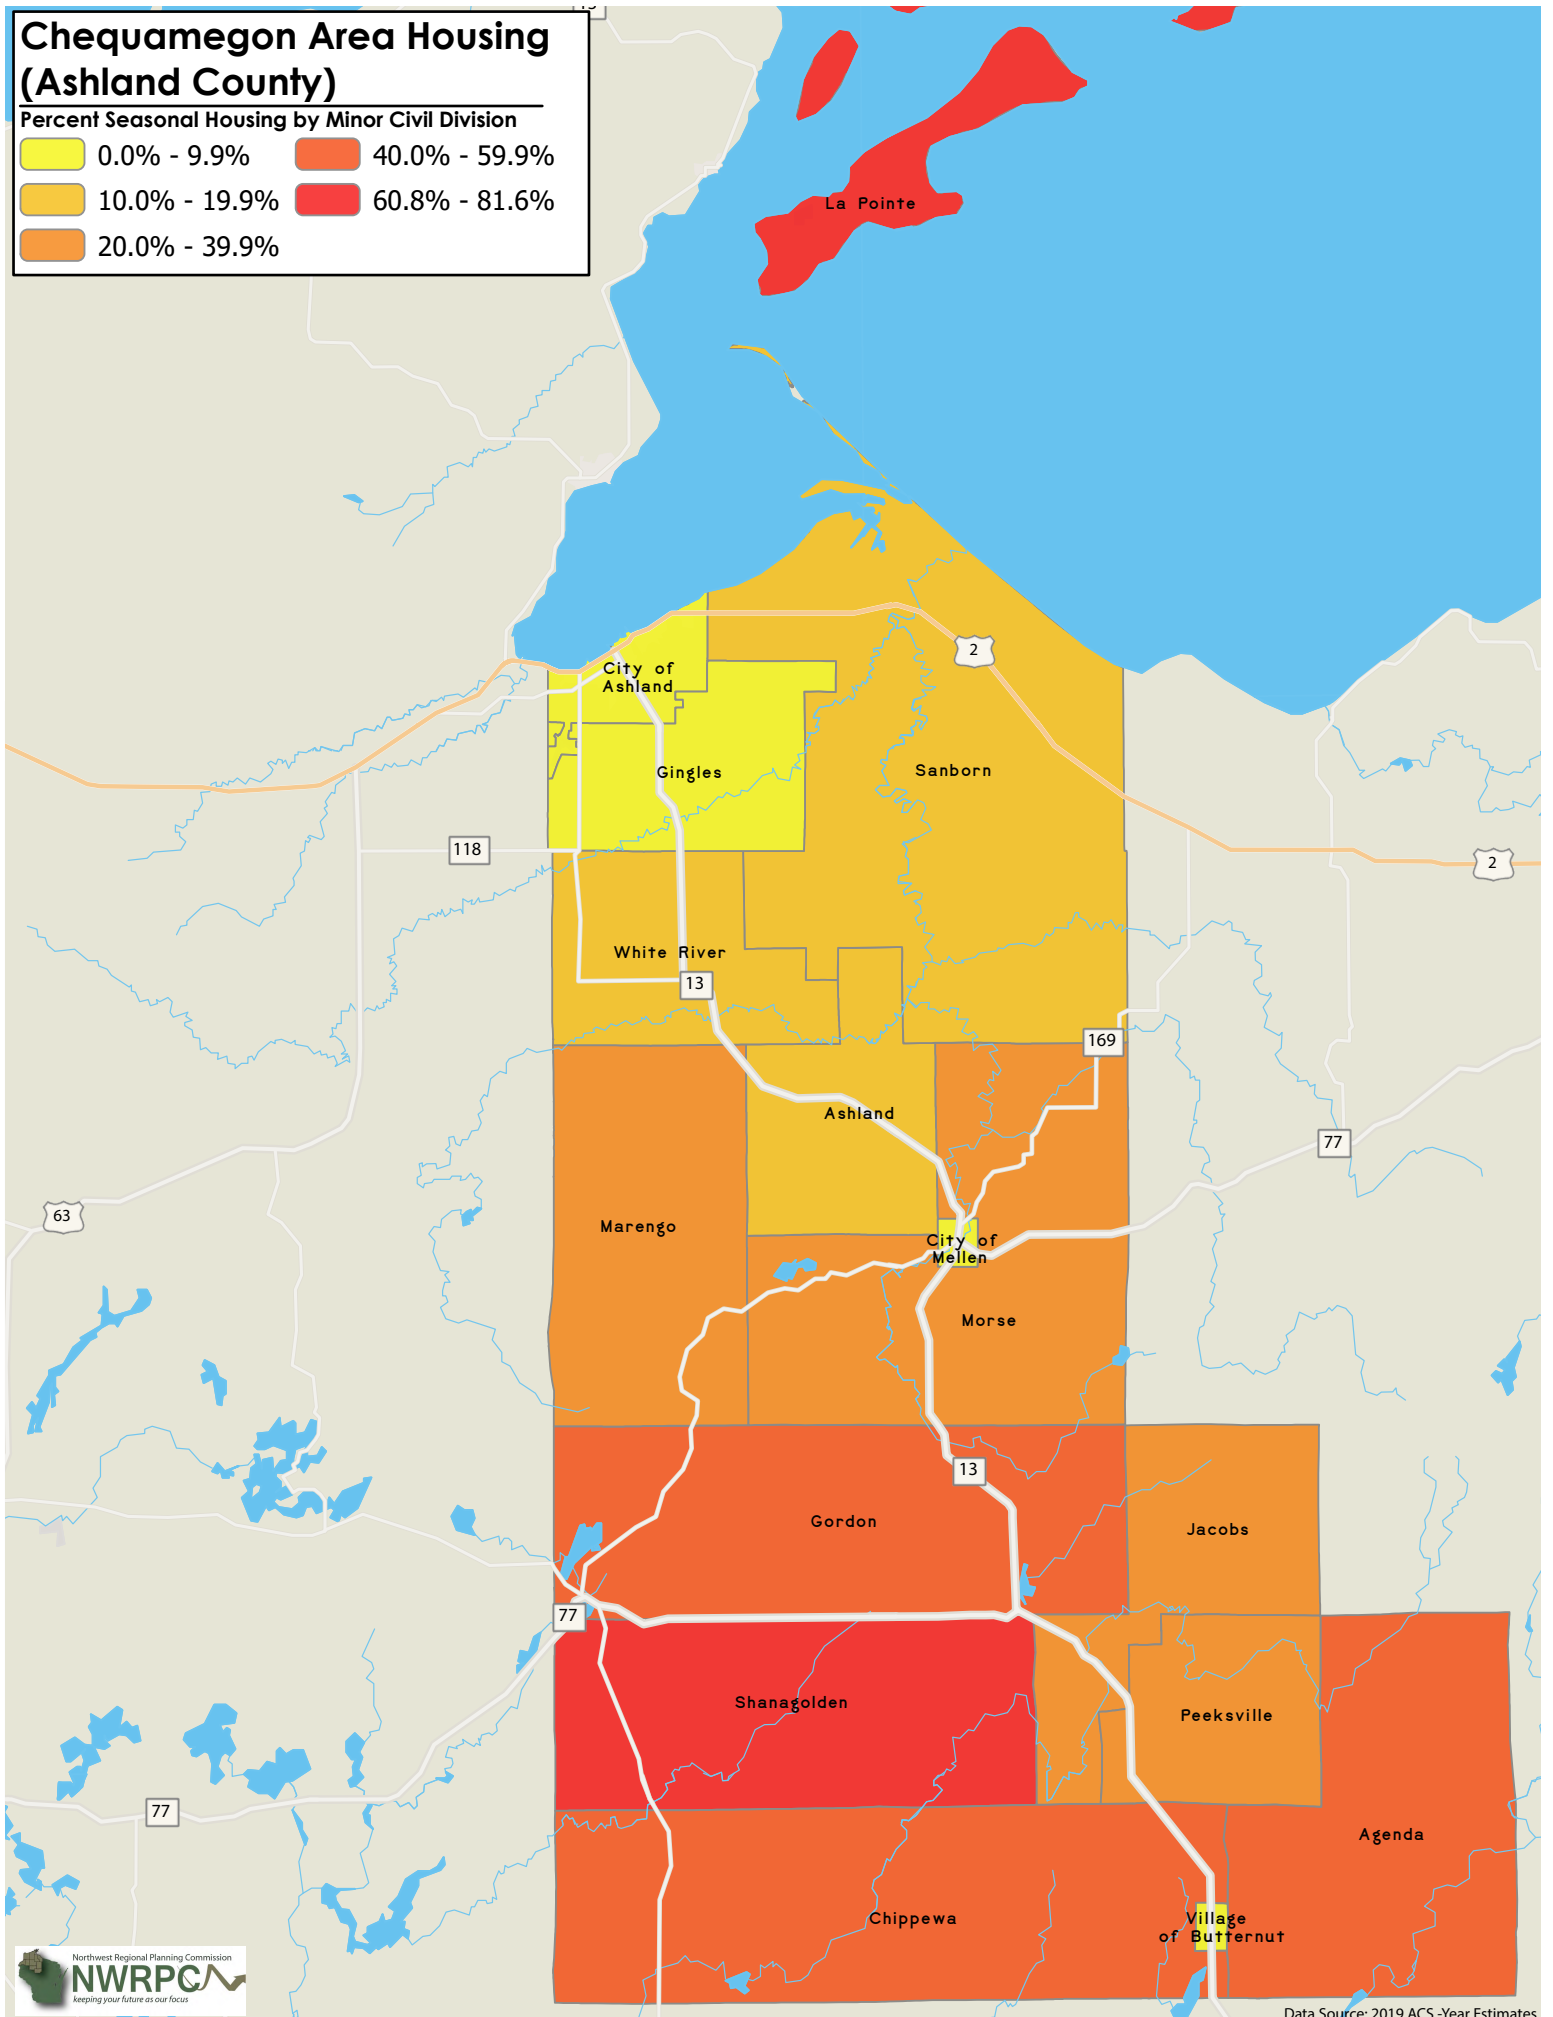 Chequamegon Area Housing
(Ashland County)
Percent Seasonal Housing by Minor Civil Division
0.0% - 9.9%
40.0% - 59.9%
10.0% - 19.9%
60.8% - 81.6%
20.0% - 39.9%
La Pointe
2
City of
Ashland
Gingles
Sanborn
118
2
White River
13
169
Ashland
77
63
Marengo
City of
Mellen
Morse
13
Gordon
Jacobs
77
Shanagolden
Peeksville
77
Agenda
Chippewa
Village
of Butternut
Northwest Regional Planning Commission
NWRPC
keeping your future as our focus
Data Source: 2019 ACS -Year Estimates